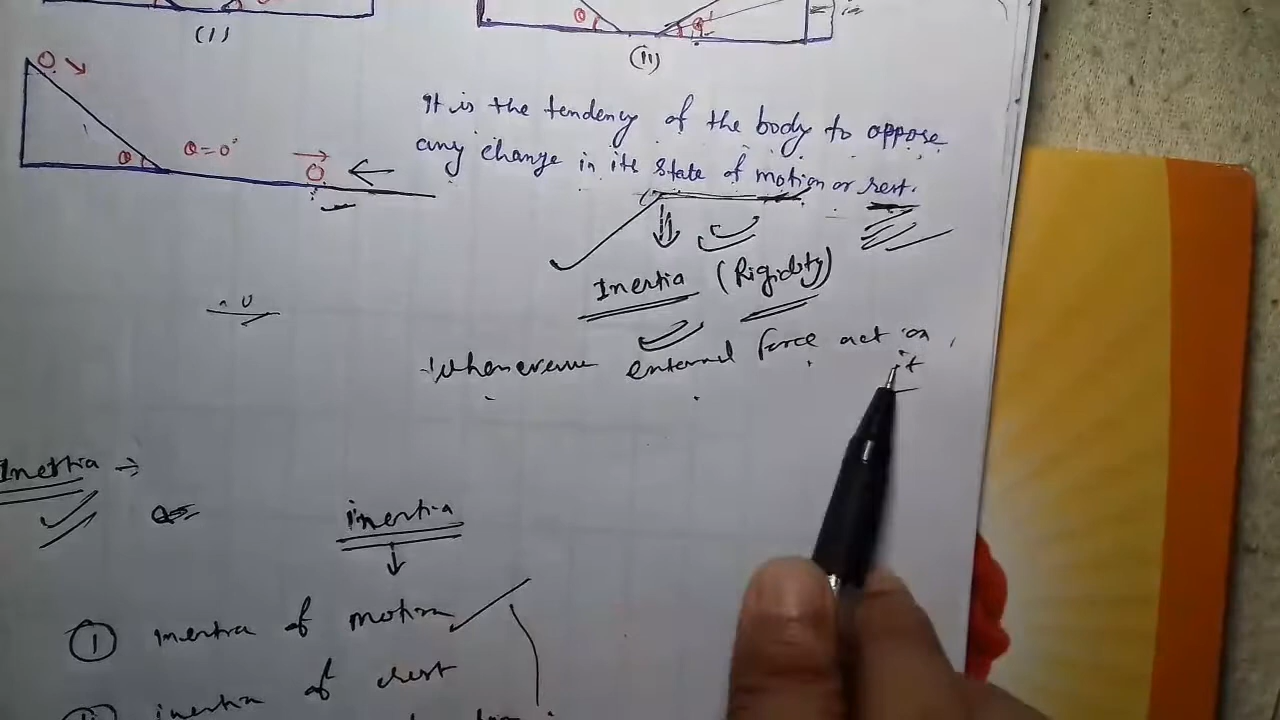 (I)
θ
θ
(II)
θ
θ=0°
O
O
It is the tendency of the body to oppose
any change in its state of motion or rest.
Inertia (Rigidity)
whenevere external force act on
it
Inertia ÷
inertia
① inertia of motion
inertia of rest